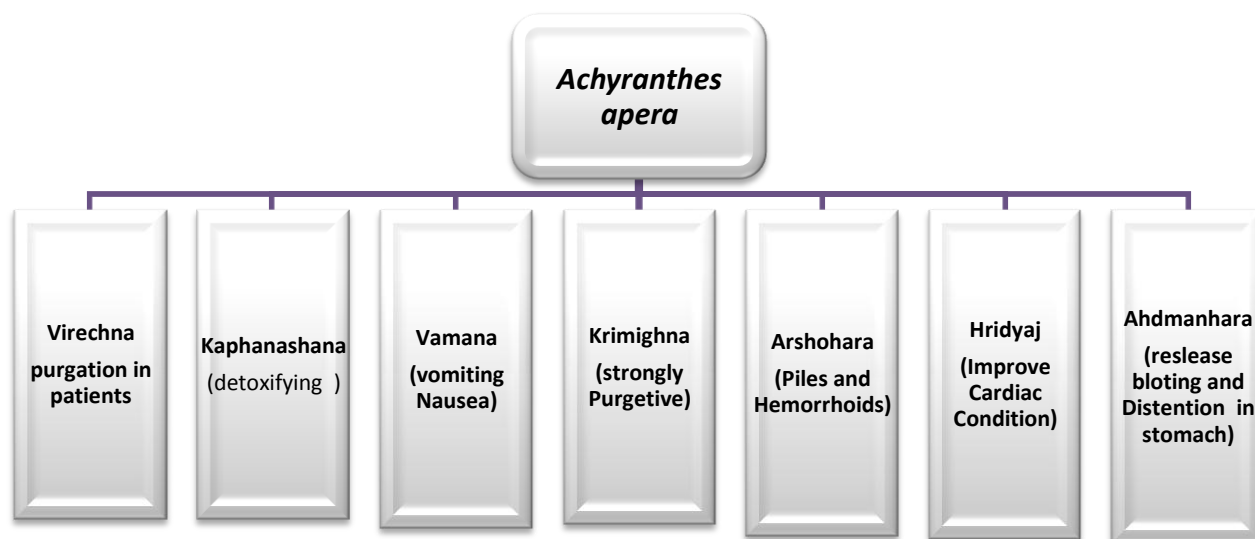 Achyranthes
apera
Virechna
purgation in
patients
Kaphanashana
(detoxifying )
Vamana
(vomiting
Nausea)
Krimighna
(strongly
Purgetive)
Arshohara
(Piles and
Hemorrhoids)
Hridyaj
(Improve
Cardiac
Condition)
Ahdmanhara
(reslease
bloting and
Distention in
stomach)